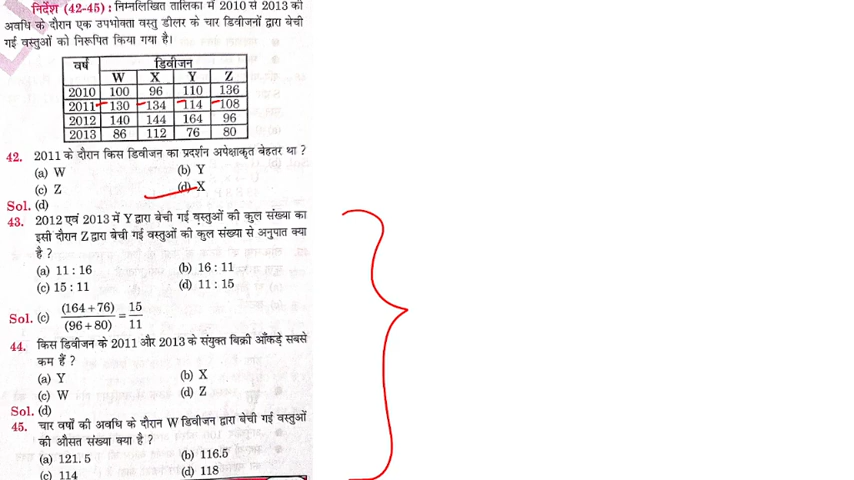 निर्देश (42-45) : निम्नलिखित तालिका में 2010 से 2013 की
अवधि के दौरान एक उपभोक्ता वस्तु डीलर के चार डिवीजनों द्वारा बेची
गई वस्तुओं को निरूपित किया गया है।
वर्ष डिवीजन
W X Y Z
2010 100 96 110 136
2011 130 134 114 108
2012 140 144 164 96
2013 86 112 76 80
42. 2011 के दौरान किस डिवीजन का प्रदर्शन अपेक्षाकृत बेहतर था ?
(a) W (b) Y
(c) Z (d) X
Sol. (d)
43. 2012 एवं 2013 में Y द्वारा बेची गई वस्तुओं की कुल संख्या का
इसी दौरान Z द्वारा बेची गई वस्तुओं की कुल संख्या से अनुपात क्या
है ?
(a) 11 : 16 (b) 16 : 11
(c) 15 : 11 (d) 11 : 15
Sol. (c) (164+76)/(96+80) = 15/11
44. किस डिवीजन के 2011 और 2013 के संयुक्त बिक्री आँकड़े सबसे
कम हैं ?
(a) Y (b) X
(c) W (d) Z
Sol. (d)
45. चार वर्षों की अवधि के दौरान W डिवीजन द्वारा बेची गई वस्तुओं
की औसत संख्या क्या है ?
(a) 121.5 (b) 116.5
(c) 114 (d) 118